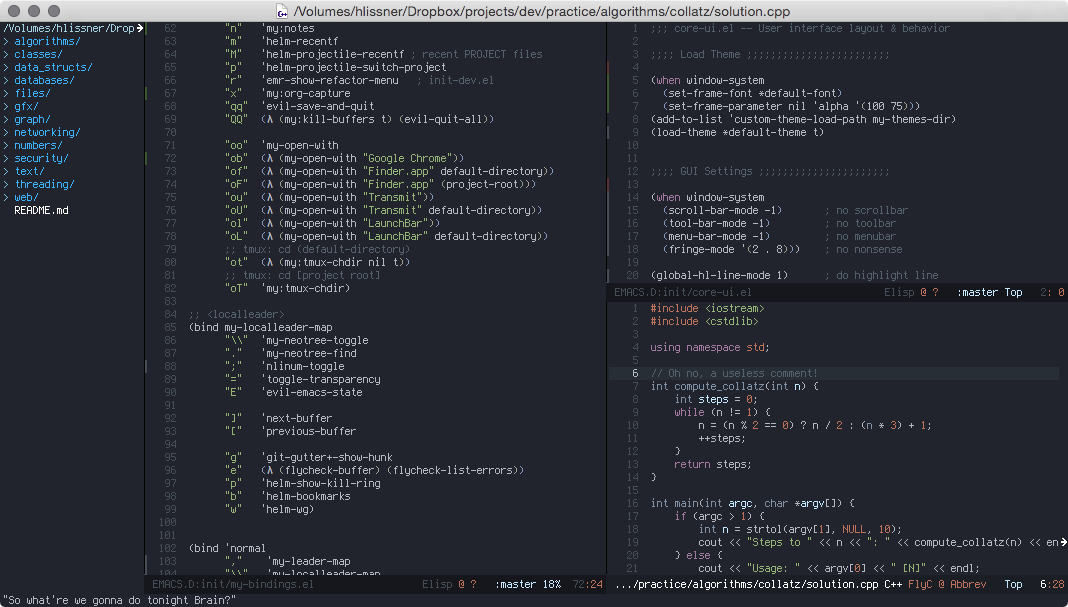 /Volumes/hlissner/Dropbox/projects/dev/practice/algorithms/collatz/solution.cpp
/Volumes/hlissner/Drop
> algorithms/
> classes/
> data_structs/
> databases/
> files/
> gfx/
> graph/
> networking/
> numbers/
> security/
> text/
> threading/
> web/
README.md
62 "n" 'my:notes
63 "m" 'helm-recentf
64 "M" 'helm-projectile-recentf ; recent PROJECT files
65 "p" 'helm-projectile-switch-project
66 "r" 'emr-show-refactor-menu ; init-dev.el
67 "x" 'my:org-capture
68 "qq" 'evil-save-and-quit
69 "QQ" (λ (my:kill-buffers t) (evil-quit-all))
70
71 "oo" 'my-open-with
72 "ob" (λ (my-open-with "Google Chrome"))
73 "of" (λ (my-open-with "Finder.app" default-directory))
74 "oF" (λ (my-open-with "Finder.app" (project-root)))
75 "ou" (λ (my-open-with "Transmit"))
76 "oU" (λ (my-open-with "Transmit" default-directory))
77 "ol" (λ (my-open-with "LaunchBar"))
78 "oL" (λ (my-open-with "LaunchBar" default-directory))
79 ;; tmux: cd (default-directory)
80 "ot" (λ (my:tmux-chdir nil t))
81 ;; tmux: cd [project root]
82 "oT" 'my:tmux-chdir)
83
84 ;; <localleader>
85 (bind my-localleader-map
86 "\\" 'my-neotree-toggle
87 "." 'my-neotree-find
88 ";" 'nlinum-toggle
89 "=" 'toggle-transparency
90 "E" 'evil-emacs-state
91
92 "]" 'next-buffer
93 "[" 'previous-buffer
94
95 "g" 'git-gutter+-show-hunk
96 "e" (λ (flycheck-buffer) (flycheck-list-errors))
97 "p" 'helm-show-kill-ring
98 "b" 'helm-bookmarks
99 "w" 'helm-wg)
100
101
102 (bind 'normal
103 "," 'my-leader-map
104 "\\" 'my-localleader-map
EMACS.D:init/my-bindings.el Elisp @ ? :master 18% 72:24
1 ;;; core-ui.el -- User interface layout & behavior
2
3 ;;;; Load Theme ;;;;;;;;;;;;;;;;;;;;;;;;
4
5 (when window-system
6 (set-frame-font *default-font)
7 (set-frame-parameter nil 'alpha '(100 75)))
8 (add-to-list 'custom-theme-load-path my-themes-dir)
9 (load-theme *default-theme t)
10
11
12 ;;;; GUI Settings ;;;;;;;;;;;;;;;;;;;;;;
13
14 (when window-system
15 (scroll-bar-mode -1) ; no scrollbar
16 (tool-bar-mode -1) ; no toolbar
17 (menu-bar-mode -1) ; no menubar
18 (fringe-mode '(2 . 8))) ; no nonsense
19
20 (global-hl-line-mode 1) ; do highlight line
EMACS.D:init/core-ui.el Elisp @ ? :master Top 2: 0
1 #include <iostream>
2 #include <cstdlib>
3
4 using namespace std;
5
6 // Oh no, a useless comment!
7 int compute_collatz(int n) {
8 int steps = 0;
9 while (n != 1) {
10 n = (n % 2 == 0) ? n / 2 : (n * 3) + 1;
11 ++steps;
12 }
13 return steps;
14 }
15
16 int main(int argc, char *argv[]) {
17 if (argc > 1) {
18 int n = strtol(argv[1], NULL, 10);
19 cout << "Steps to " << n << ": " << compute_collatz(n) << en
20 } else {
21 cout << "Usage: " << argv[0] << " [N]" << endl;
.../practice/algorithms/collatz/solution.cpp C++ FlyC @ Abbrev Top 6:28
"So what're we gonna do tonight Brain?"